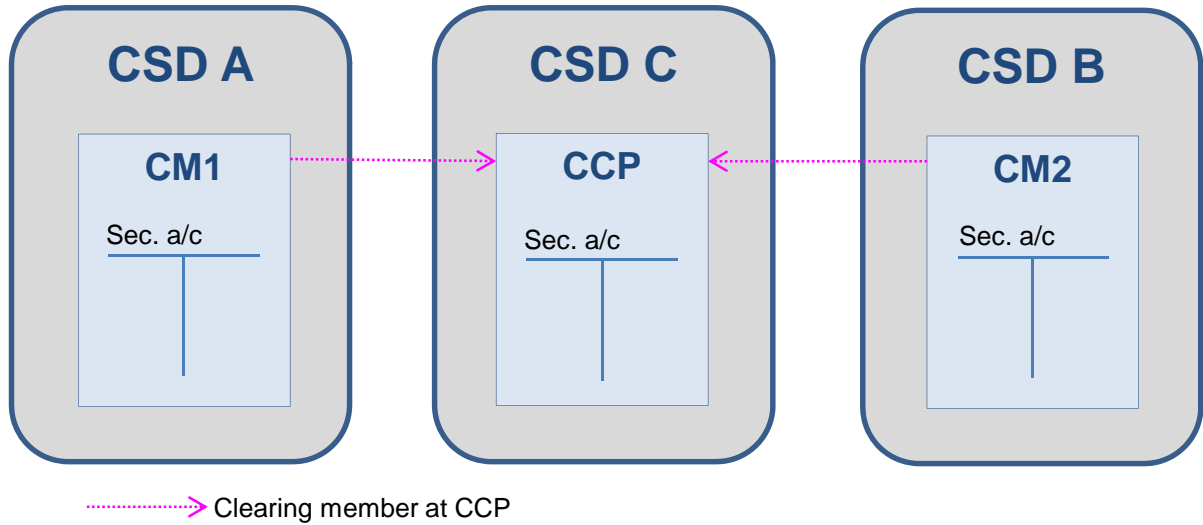 CSD A
CSD C
CSD B
CM1
CCP
CM2
Sec. a/c
Sec. a/c
Sec. a/c
Clearing member at CCP